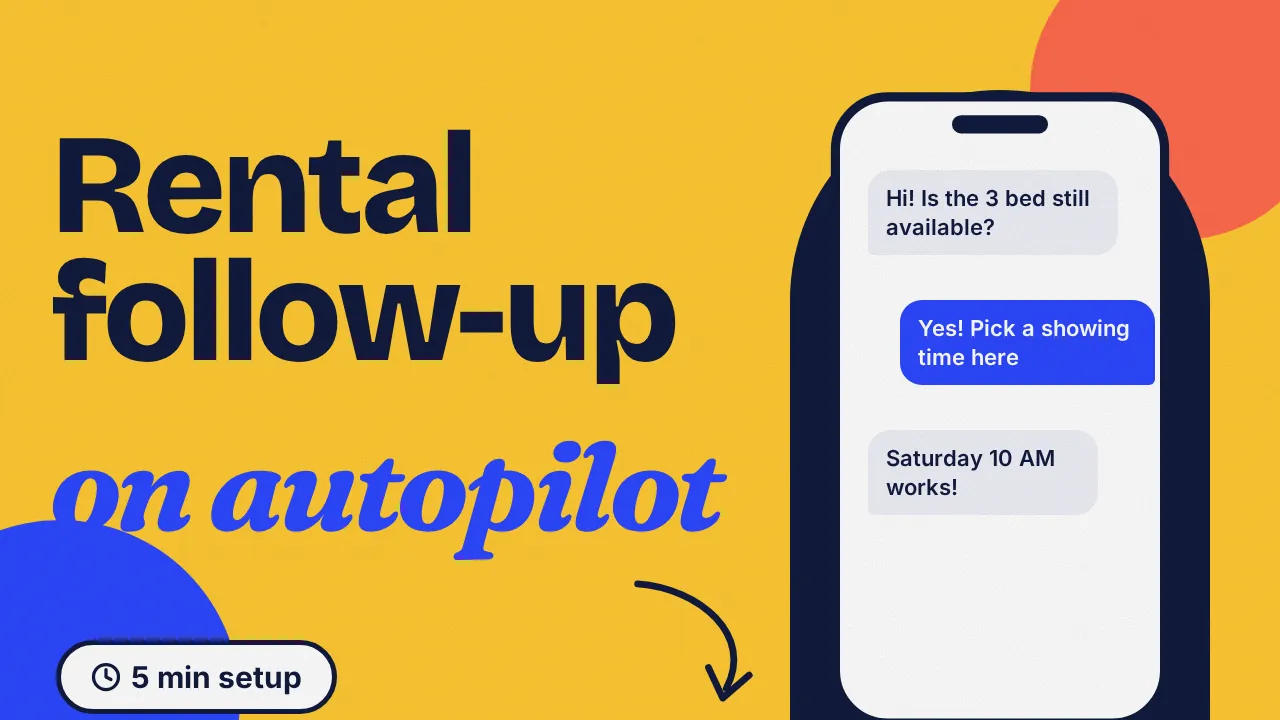 Rental
follow-up
on autopilot
5 min setup
Hi! Is the 3 bed still
available?
Yes! Pick a showing
time here
Saturday 10 AM
works!